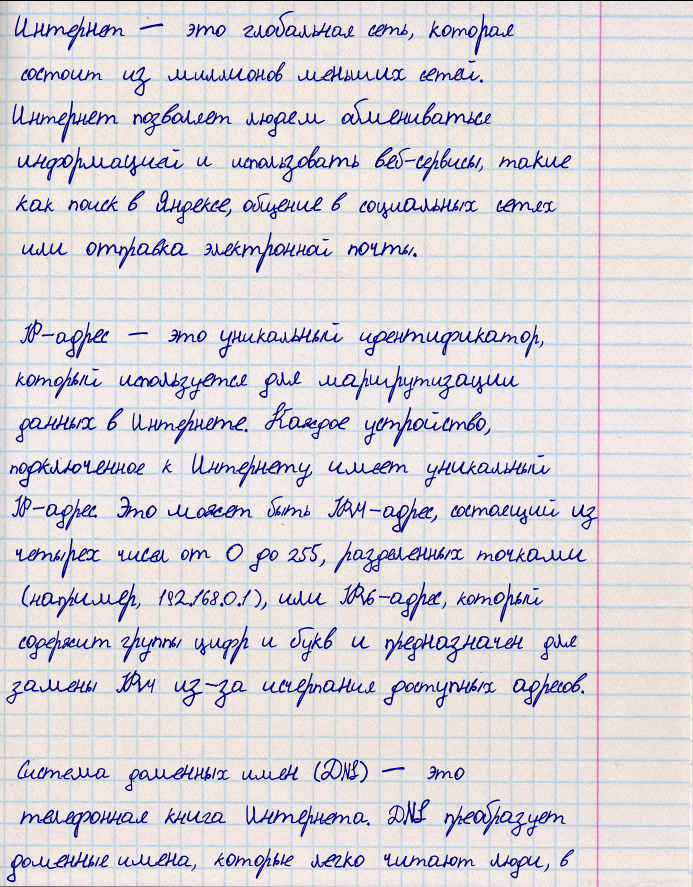 Интернет — это глобальная сеть, которая
состоит из миллионов меньших сетей.
Интернет позволяет людям обмениваться
информацией и использовать веб-сервисы, такие
как поиск в Яндексе, общение в социальных сетях
или отправка электронной почты.
IP-адрес — это уникальный идентификатор,
который используется для маршрутизации
данных в Интернете. Каждое устройство,
подключенное к Интернету, имеет уникальный
IP-адрес. Это может быть IPv4-адрес, состоящий из
четырех чисел от 0 до 255, разделенных точками
(например, 192.168.0.1), или IPv6-адрес, который
содержит группы цифр и букв и предназначен для
замены IPv4 из-за исчерпания доступных адресов.
Система доменных имен (DNS) — это
телефонная книга Интернета. DNS преобразует
доменные имена, которые легко читают люди, в